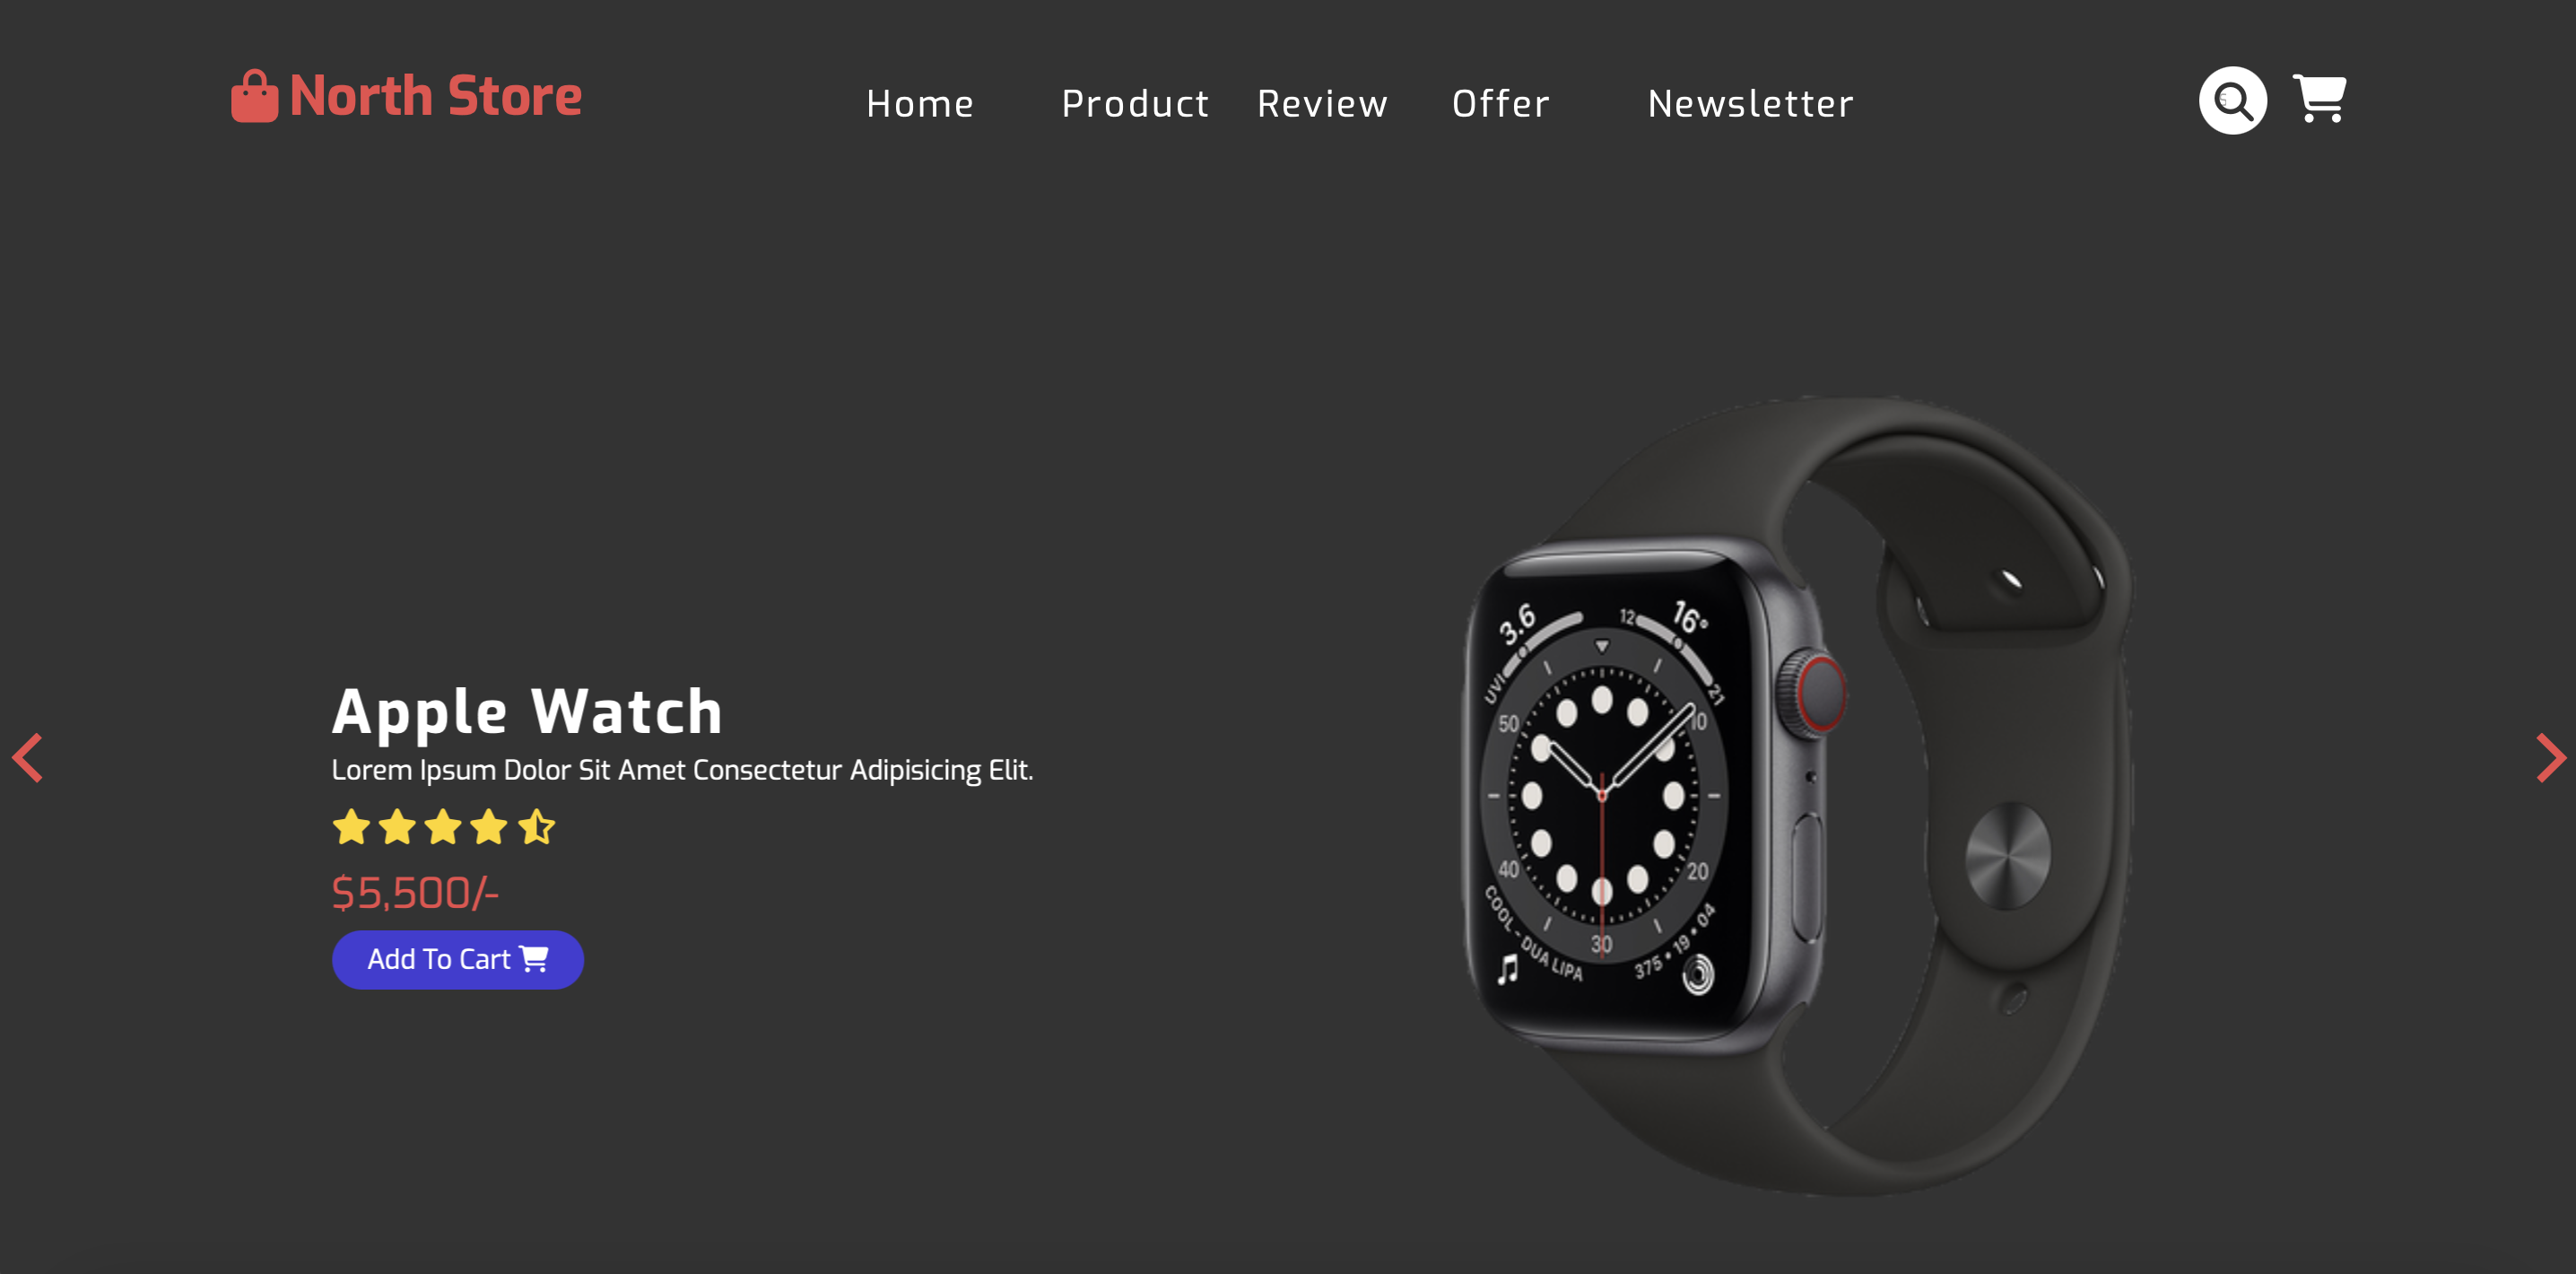 North Store
Home Product Review Offer Newsletter
Apple Watch
Lorem Ipsum Dolor Sit Amet Consectetur Adipisicing Elit.
$5,500/-
Add To Cart
3.6
UVI
12 16° 21
50 10
40 20
30
COOL - DUA LIPA
375 • 19 • 04